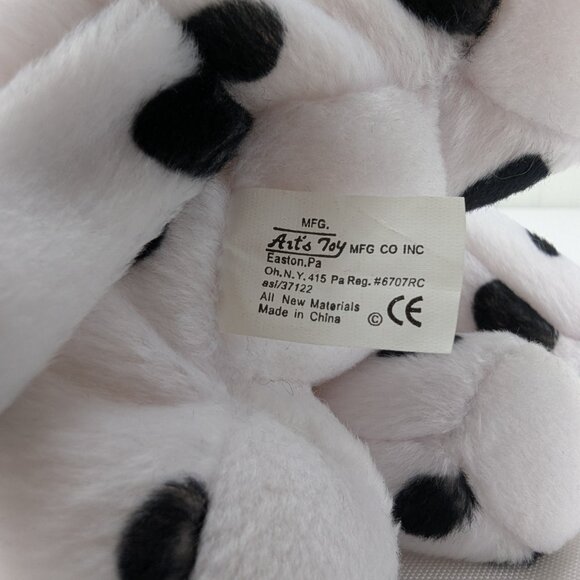 MFG.
Art's Toy MFG CO INC
Easton,Pa
Oh.N.Y.415 Pa Reg. #6707RC
asi/37122
All New Materials
Made in China © CE